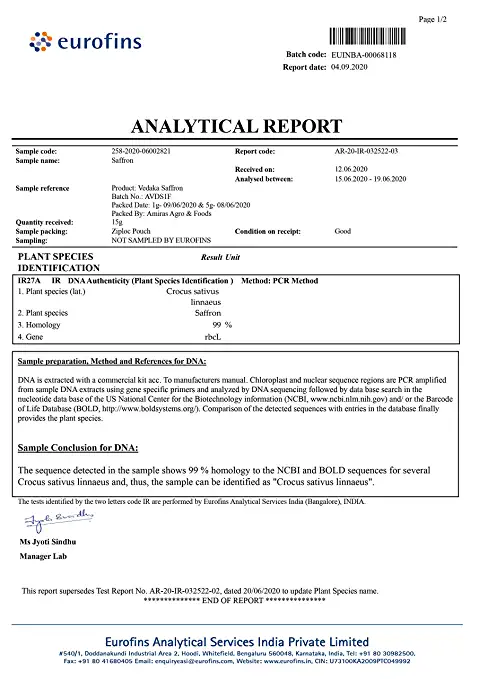 Page 1/2
eurofins
Batch code: EUINBA-00068118
Report date: 04.09.2020
ANALYTICAL REPORT
Sample code: 258-2020-06002821 Report code: AR-20-IR-032522-03
Sample name: Saffron
Received on: 12.06.2020
Analysed between: 15.06.2020 - 19.06.2020
Sample reference Product: Vedaka Saffron
Batch No.: AVDS1F
Packed Date: 1g- 09/06/2020 & 5g- 08/06/2020
Packed By: Amiras Agro & Foods
Quantity received: 15g
Sample packing: Ziploc Pouch Condition on receipt: Good
Sampling: NOT SAMPLED BY EUROFINS
PLANT SPECIES Result Unit
IDENTIFICATION
IR27A IR DNA Authenticity (Plant Species Identification ) Method: PCR Method
1. Plant species (lat.) Crocus sativus
linnaeus
2. Plant species Saffron
3. Homology 99 %
4. Gene rbcL
Sample preparation, Method and References for DNA:
DNA is extracted with a commercial kit acc. To manufacturers manual. Chloroplast and nuclear sequence regions are PCR amplified
from sample DNA extracts using gene specific primers and analyzed by DNA sequencing followed by data base search in the
nucleotide data base of the US National Center for the Biotechnology information (NCBI, www.ncbi.nlm.nih.gov) and/ or the Barcode
of Life Database (BOLD, http://www.boldsystems.org/). Comparison of the detected sequences with entries in the database finally
provides the plant species.
Sample Conclusion for DNA:
The sequence detected in the sample shows 99 % homology to the NCBI and BOLD sequences for several
Crocus sativus linnaeus and, thus, the sample can be identified as "Crocus sativus linnaeus".
The tests identified by the two letters code IR are performed by Eurofins Analytical Services India (Bangalore), INDIA.
Jyoti Sindhu
Ms Jyoti Sindhu
Manager Lab
This report supersedes Test Report No. AR-20-IR-032522-02, dated 20/06/2020 to update Plant Species name.
************** END OF REPORT ***************
Eurofins Analytical Services India Private Limited
#540/1, Doddanakundi Industrial Area 2, Hoodi, Whitefield, Bengaluru 560048, Karnataka, India, Tel: +91 80 30982500,
Fax: +91 80 41680405 Email: enquiryeasi@eurofins.com, Website: www.eurofins.in, CIN: U73100KA2009PTC049992